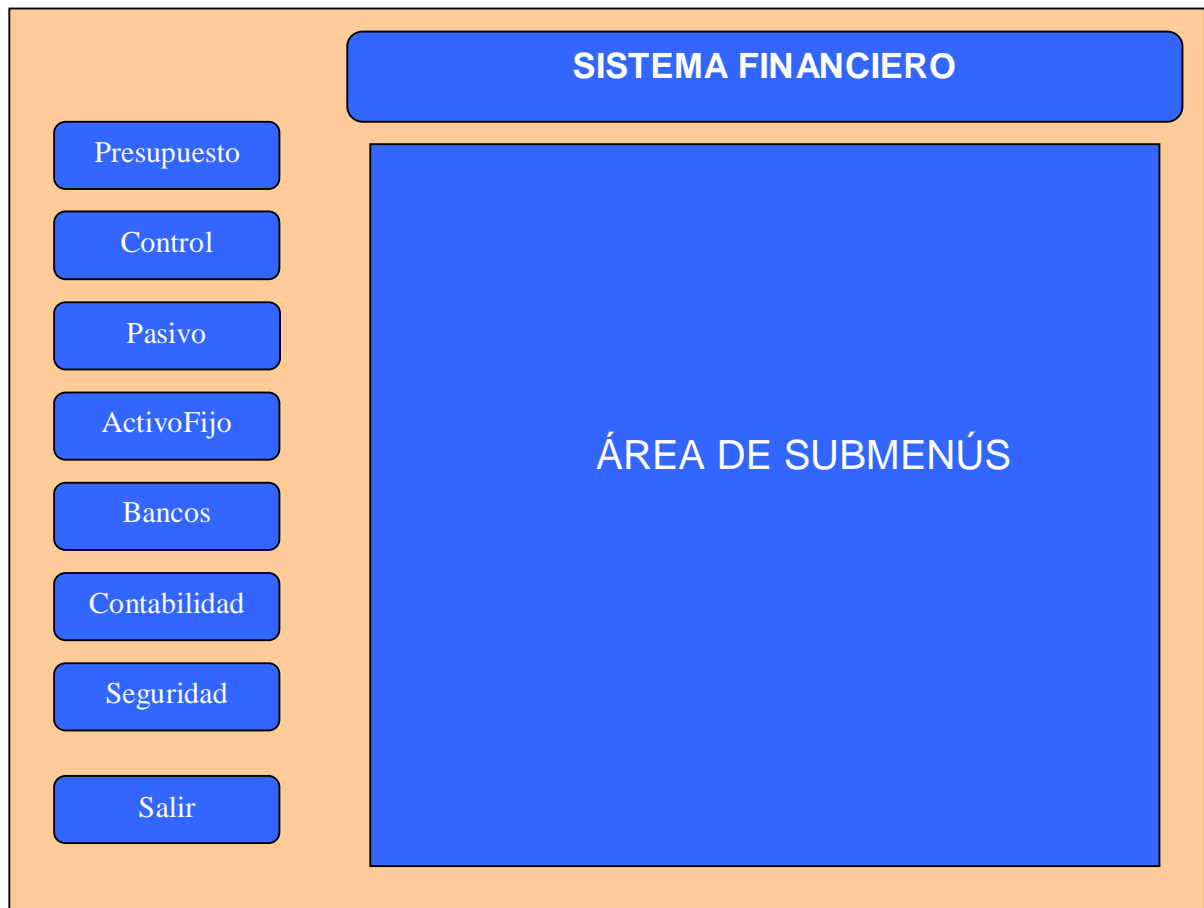 SISTEMA FINANCIERO
Presupuesto
Control
Pasivo
ActivoFijo
Bancos
Contabilidad
Seguridad
Salir
ÁREA DE SUBMENÚS